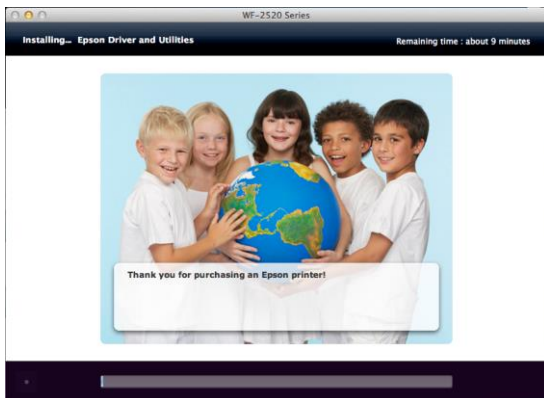 WF-2520 Series
Installing... Epson Driver and Utilities
Remaining time : about 9 minutes
Thank you for purchasing an Epson printer!